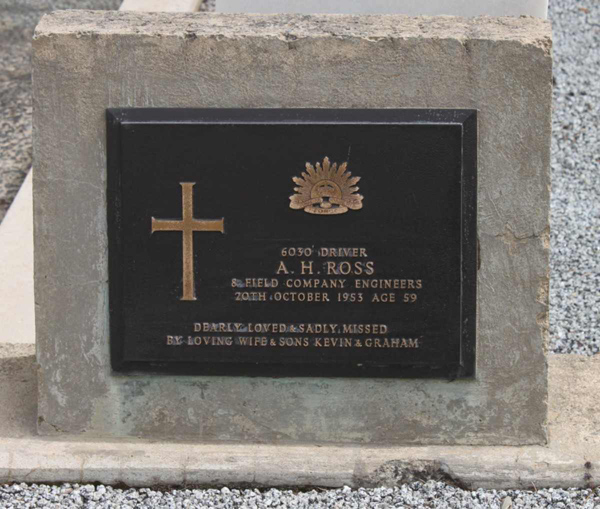 6030 DRIVER
A. H. ROSS
8 FIELD COMPANY ENGINEERS
20TH OCTOBER 1953 AGE 59
DEARLY LOVED & SADLY MISSED
BY LOVING WIFE & SONS KEVIN & GRAHAM